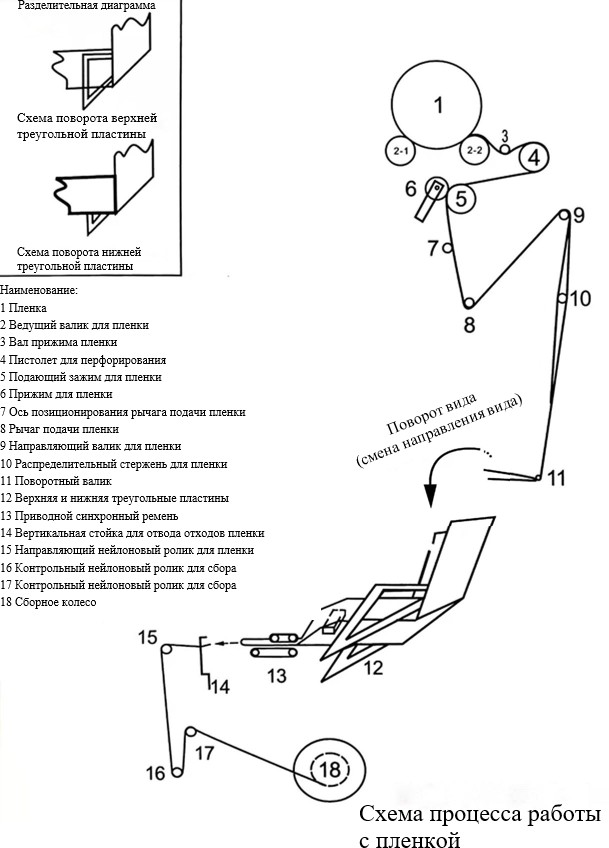 Разделительная диаграмма
Схема поворота верхней
треугольной пластины
Схема поворота нижней
треугольной пластины
Наименование:
1 Пленка
2 Ведущий валик для пленки
3 Вал прижима пленки
4 Пистолет для перфорирования
5 Подающий зажим для пленки
6 Прижим для пленки
7 Ось позиционирования рычага подачи пленки
8 Рычаг подачи пленки
9 Направляющий валик для пленки
10 Распределительный стержень для пленки
11 Поворотный валик
12 Верхняя и нижняя треугольные пластины
13 Приводной синхронный ремень
14 Вертикальная стойка для отвода отходов пленки
15 Направляющий нейлоновый ролик для пленки
16 Контрольный нейлоновый ролик для сбора
17 Контрольный нейлоновый ролик для сбора
18 Сборное колесо
1
2-1
2-2
3
4
5
6
7
8
9
10
Поворот вида
(смена направления вида)
11
12
13
14
15
16
17
18
Схема процесса работы
с пленкой